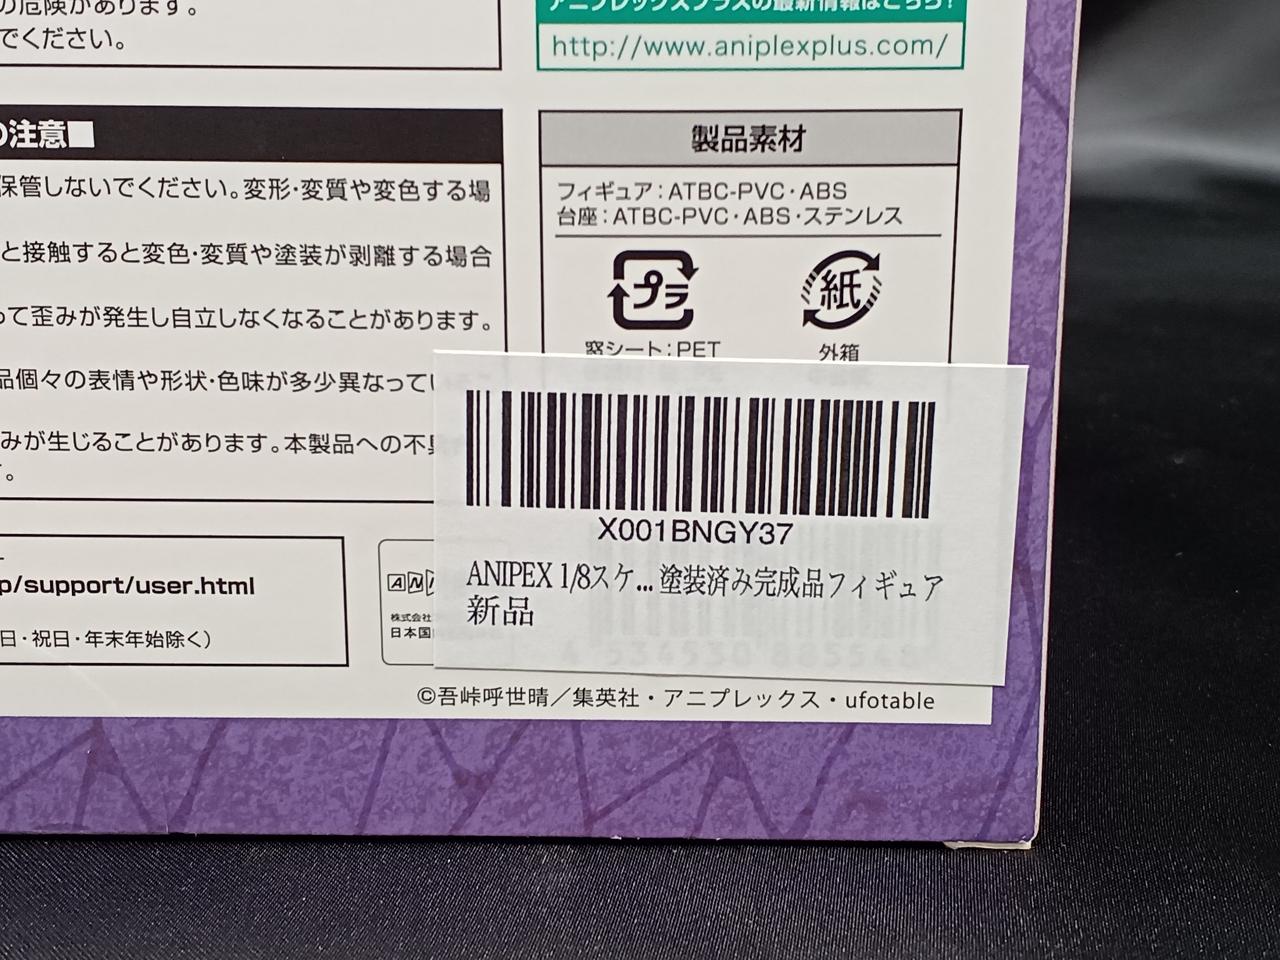 の危険があります。
でください。
アニプレックスプラスの最新情報はこちら!
http://www.aniplexplus.com/
の注意■
保管しないでください。変形・変質や変色する場
と接触すると変色・変質や塗装が剥離する場合
って歪みが発生し自立しなくなることがあります。
品個々の表情や形状・色味が多少異なってい
みが生じることがあります。本製品への不具
す。
製品素材
フィギュア：ATBC-PVC・ABS
台座：ATBC-PVC・ABS・ステンレス
プラ
紙
窓シート：PET
外箱
X001BNGY37
ANIPEX 1/8スケ... 塗装済み完成品フィギュア
新品
4 534530 885548
p/support/user.html
日・祝日・年末年始除く）
ANI
株式会社
日本国
©吾峠呼世晴／集英社・アニプレックス・ufotable